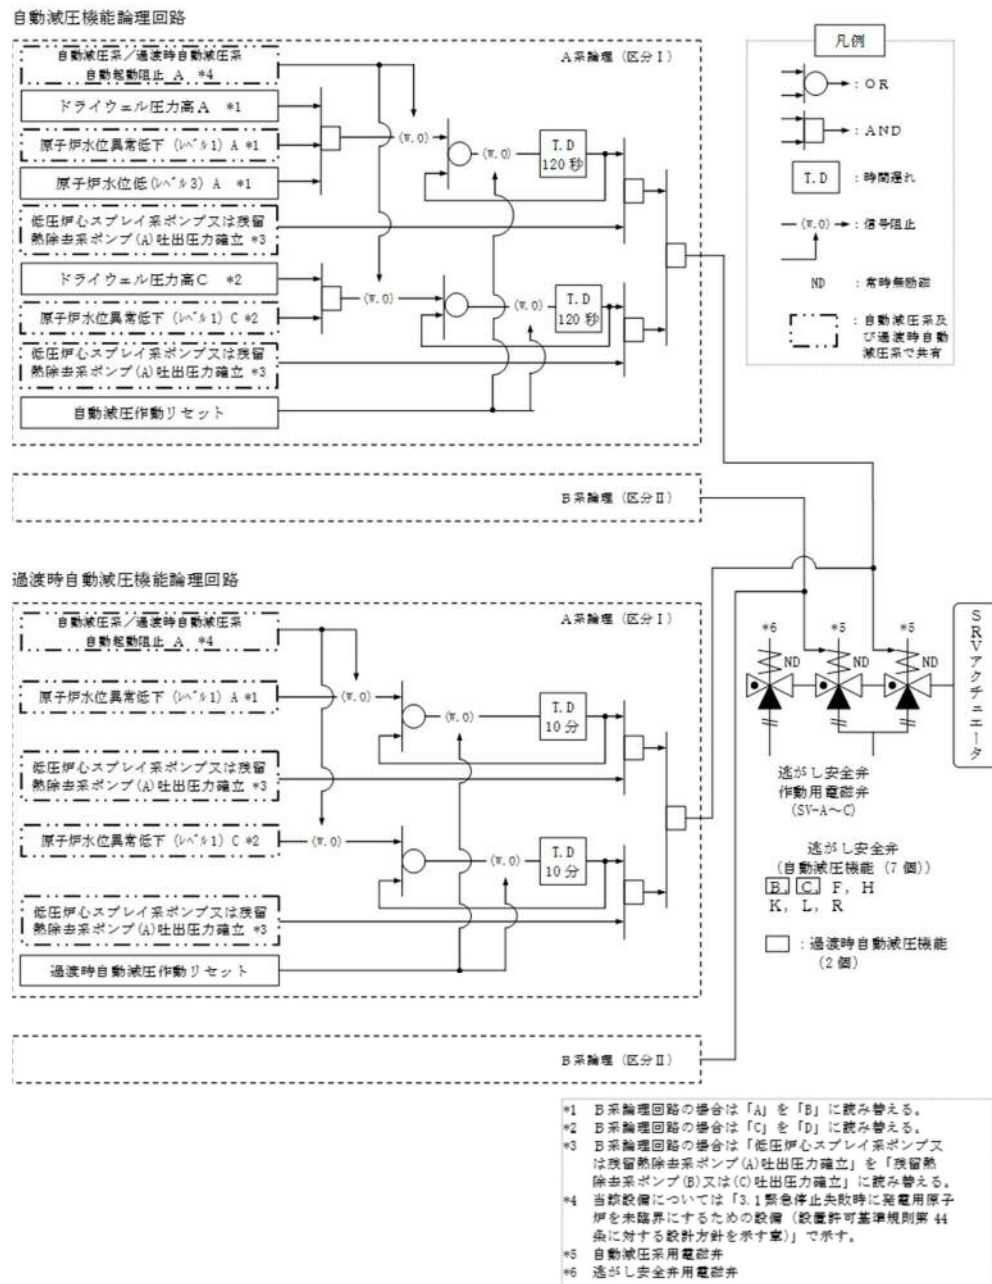 自動減圧機能論理回路
自動減圧系／過渡時自動減圧系
自動起動阻止 A *4
ドライウェル圧力高A *1
原子炉水位異常低下（ﾚﾍﾞﾙ1）A *1
原子炉水位低(ﾚﾍﾞﾙ3) A *1
低圧炉心スプレイ系ポンプ又は残留
熱除去系ポンプ(A)吐出圧力確立 *3
ドライウェル圧力高C *2
原子炉水位異常低下（ﾚﾍﾞﾙ1）C *2
低圧炉心スプレイ系ポンプ又は残留
熱除去系ポンプ(A)吐出圧力確立 *3
自動減圧作動リセット
A系論理（区分Ⅰ）
(W.O)
(W.O)
T.D
120秒
(W.O)
(W.O)
T.D
120秒
凡例
：OR
：AND
T.D
：時間遅れ
(W.O)
：信号阻止
ND
：常時無励磁
：自動減圧系及
び過渡時自動
減圧系で共有
B系論理（区分Ⅱ）
過渡時自動減圧機能論理回路
自動減圧系／過渡時自動減圧系
自動起動阻止 A *4
原子炉水位異常低下（ﾚﾍﾞﾙ1）A *1
低圧炉心スプレイ系ポンプ又は残留
熱除去系ポンプ(A)吐出圧力確立 *3
原子炉水位異常低下（ﾚﾍﾞﾙ1）C *2
低圧炉心スプレイ系ポンプ又は残留
熱除去系ポンプ(A)吐出圧力確立 *3
過渡時自動減圧作動リセット
A系論理（区分Ⅰ）
(W.O)
(W.O)
T.D
10分
(W.O)
(W.O)
T.D
10分
B系論理（区分Ⅱ）
*6
*5
*5
ND
ND
ND
SRVアクチュエータ
逃がし安全弁
作動用電磁弁
(SV-A～C)
逃がし安全弁
(自動減圧機能（7個）)
B, C, F, H
K, L, R
：過渡時自動減圧機能
（2個）
*1 B系論理回路の場合は「A」を「B」に読み替える。
*2 B系論理回路の場合は「C」を「D」に読み替える。
*3 B系論理回路の場合は「低圧炉心スプレイ系ポンプ又
は残留熱除去系ポンプ(A)吐出圧力確立」を「残留熱
除去系ポンプ(B)又は(C)吐出圧力確立」に読み替える。
*4 当該設備については「3.1緊急停止失敗時に発電用原子
炉を未臨界にするための設備（設置許可基準規則第44
条に対する設計方針を示す章）」で示す。
*5 自動減圧系用電磁弁
*6 逃がし安全弁用電磁弁